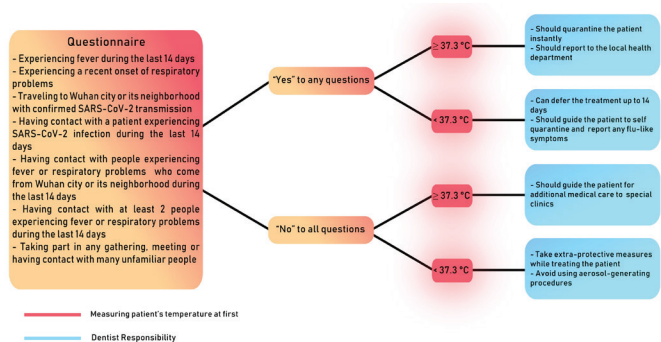 Questionnaire
- Experiencing fever during the last 14 days
- Experiencing a recent onset of respiratory
problems
- Traveling to Wuhan city or its neighborhood
with confirmed SARS-CoV-2 transmission
- Having contact with a patient experiencing
SARS-CoV-2 infection during the last 14
days
- Having contact with people experiencing
fever or respiratory problems who come
from Wuhan city or its neighborhood during
the last 14 days
- Having contact with at least 2 people
experiencing fever or respiratory problems
during the last 14 days
- Taking part in any gathering, meeting or
having contact with many unfamiliar people
"Yes" to any questions
≥ 37.3 °C
- Should quarantine the patient
instantly
- Should report to the local health
department
< 37.3 °C
- Can defer the treatment up to 14
days
- Should guide the patient to self
quarantine and report any flu-like
symptoms
"No" to all questions
≥ 37.3 °C
- Should guide the patient for
additional medical care to special
clinics
< 37.3 °C
- Take extra-protective measures
while treating the patient
- Avoid using aerosol-generating
procedures
Measuring patient's temperature at first
Dentist Responsibility